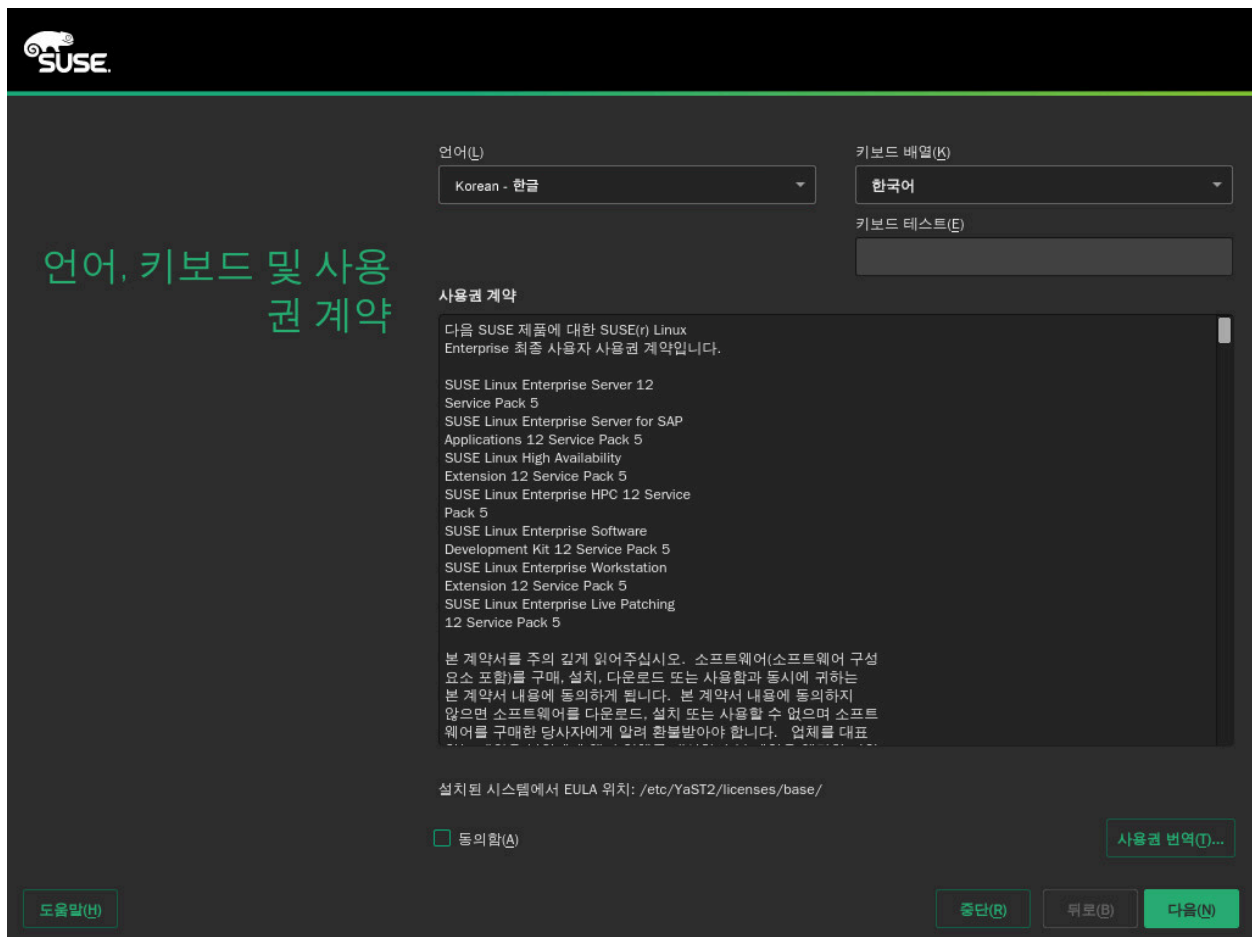 SUSE.
언어(L)
키보드 배열(K)
Korean - 한글
한국어
키보드 테스트(E)
언어, 키보드 및 사용
권 계약
사용권 계약
다음 SUSE 제품에 대한 SUSE(r) Linux
Enterprise 최종 사용자 사용권 계약입니다.
SUSE Linux Enterprise Server 12
Service Pack 5
SUSE Linux Enterprise Server for SAP
Applications 12 Service Pack 5
SUSE Linux High Availability
Extension 12 Service Pack 5
SUSE Linux Enterprise HPC 12 Service
Pack 5
SUSE Linux Enterprise Software
Development Kit 12 Service Pack 5
SUSE Linux Enterprise Workstation
Extension 12 Service Pack 5
SUSE Linux Enterprise Live Patching
12 Service Pack 5
본 계약서를 주의 깊게 읽어주십시오. 소프트웨어(소프트웨어 구성
요소 포함)를 구매, 설치, 다운로드 또는 사용함과 동시에 귀하는
본 계약서 내용에 동의하게 됩니다. 본 계약서 내용에 동의하지
않으면 소프트웨어를 다운로드, 설치 또는 사용할 수 없으며 소프트
웨어를 구매한 당사자에게 알려 환불받아야 합니다. 업체를 대표
설치된 시스템에서 EULA 위치: /etc/YaST2/licenses/base/
동의함(A)
사용권 번역(T)...
도움말(H)
중단(R)
뒤로(B)
다음(N)